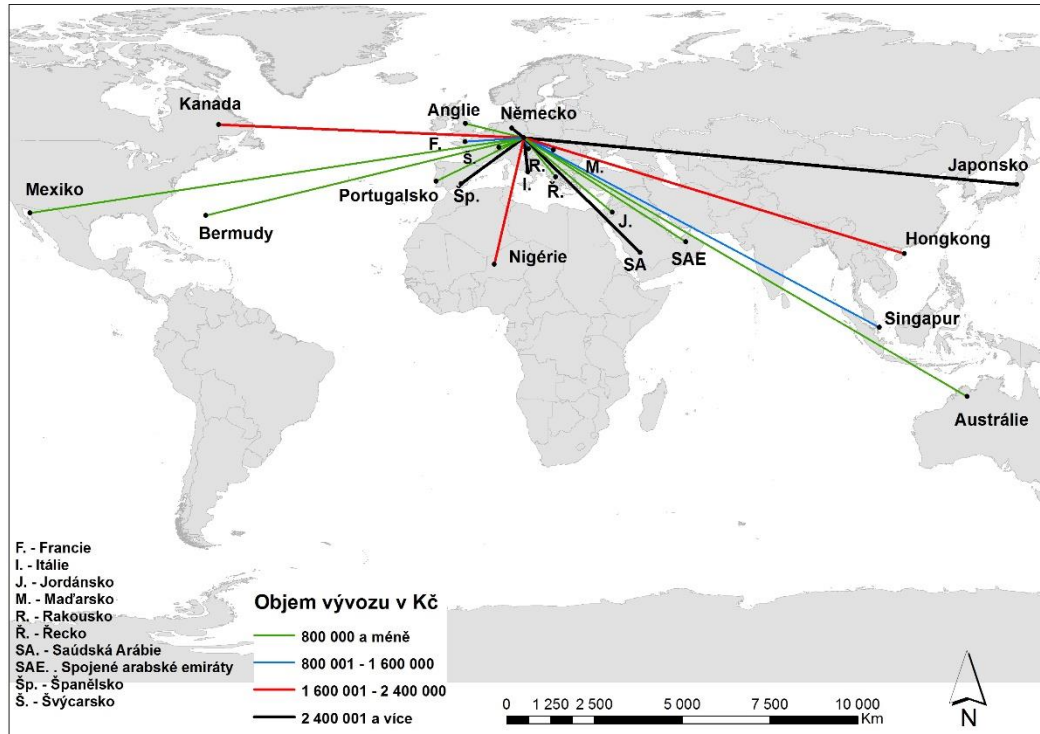 Kanada
Anglie
Německo
F.
S.
R.
M.
Japonsko
Mexiko
Portugalsko
Šp.
I.
Ř.
Bermudy
J.
Hongkong
Nigérie
SA
SAE
Singapur
Austrálie
F. - Francie
I. - Itálie
J. - Jordánsko
M. - Maďarsko
R. - Rakousko
Ř. - Řecko
SA. - Saúdská Arábie
SAE. . Spojené arabské emiráty
Šp. - Španělsko
Š. - Švýcarsko
Objem vývozu v Kč
800 000 a méně
800 001 - 1 600 000
1 600 001 - 2 400 000
2 400 001 a více
0 1 250 2 500 5 000 7 500 10 000
Km
N